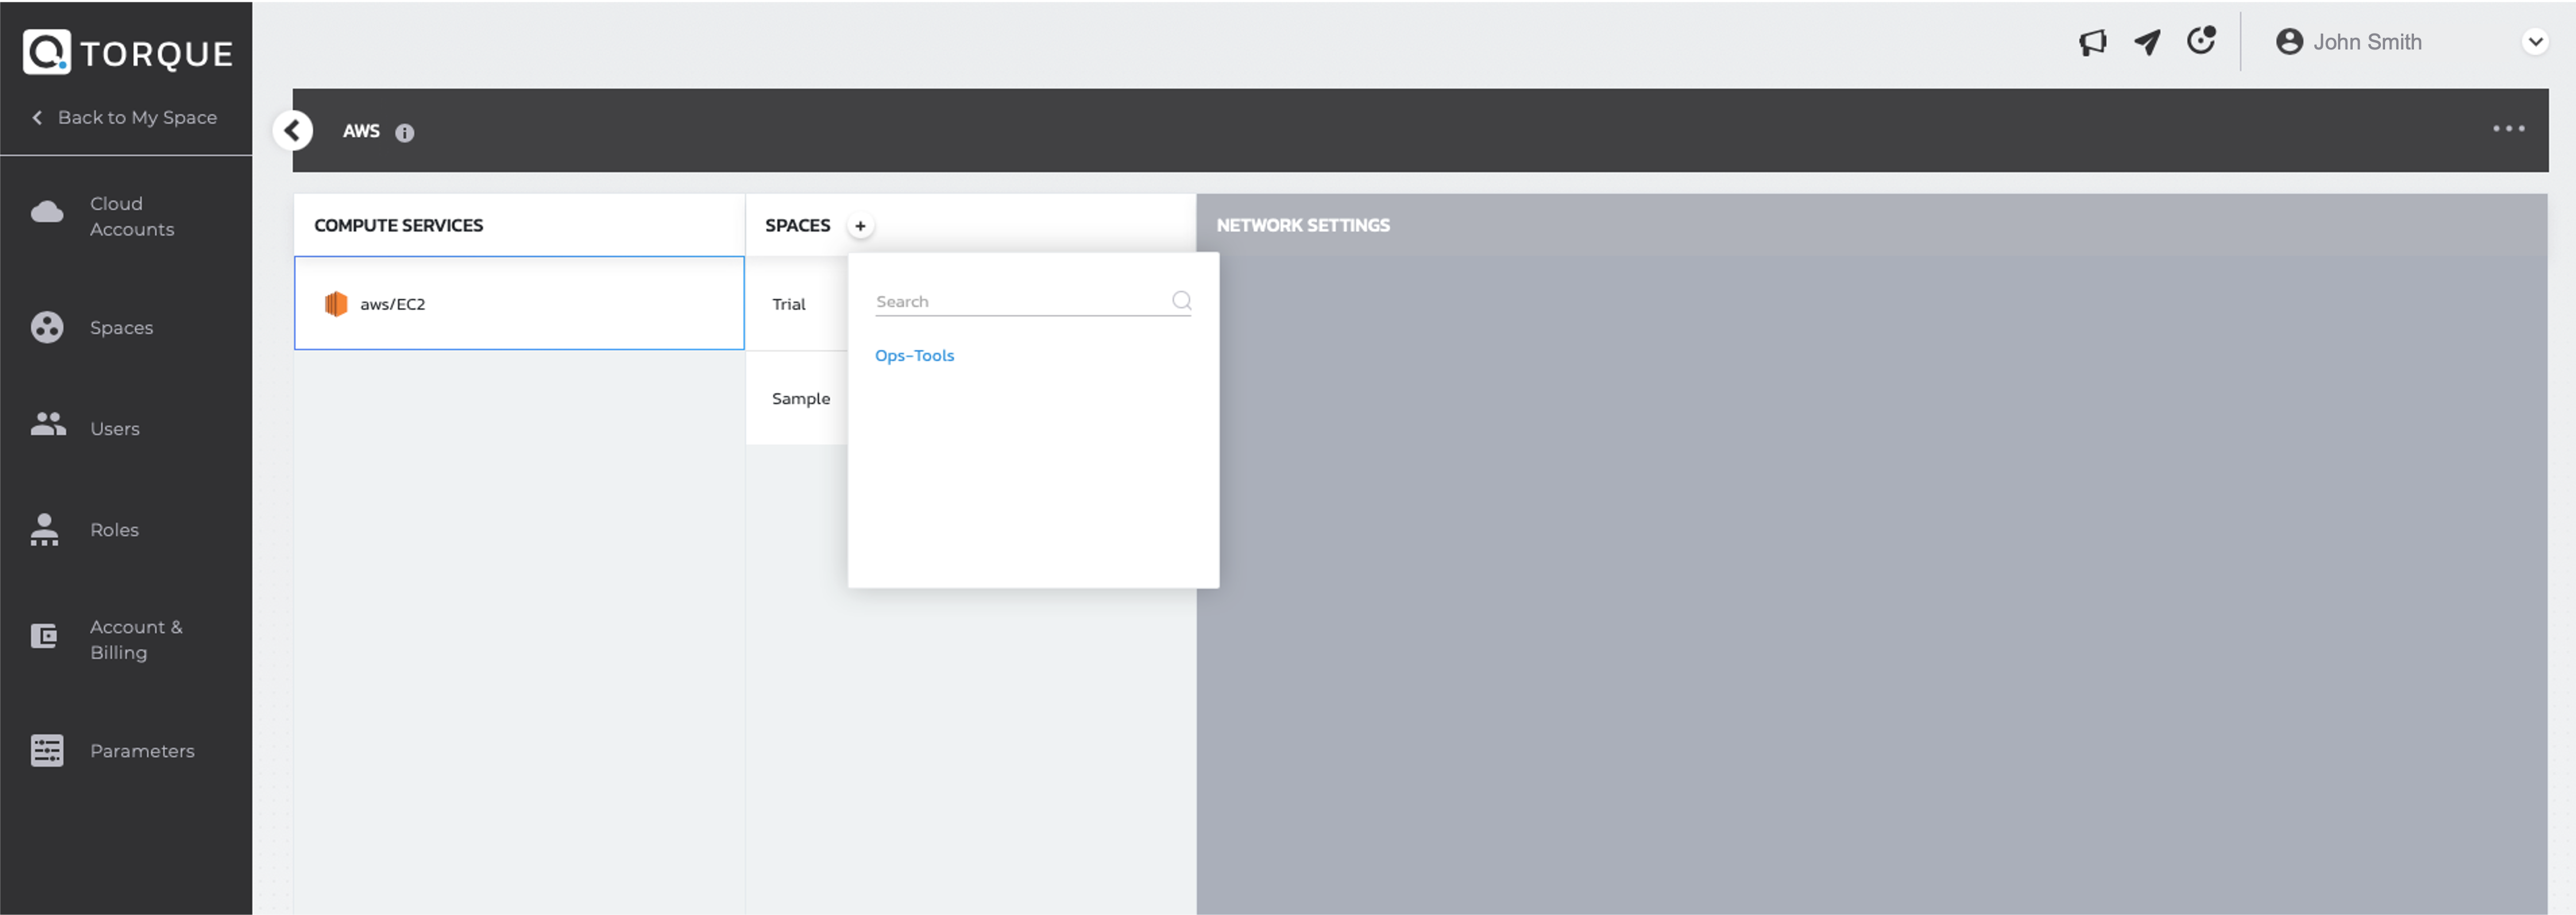 TORQUE
Back to My Space
Cloud
Accounts
Spaces
Users
Roles
Account &
Billing
Parameters
John Smith
AWS
COMPUTE SERVICES
aws/EC2
SPACES
Trial
Sample
Search
Ops-Tools
NETWORK SETTINGS